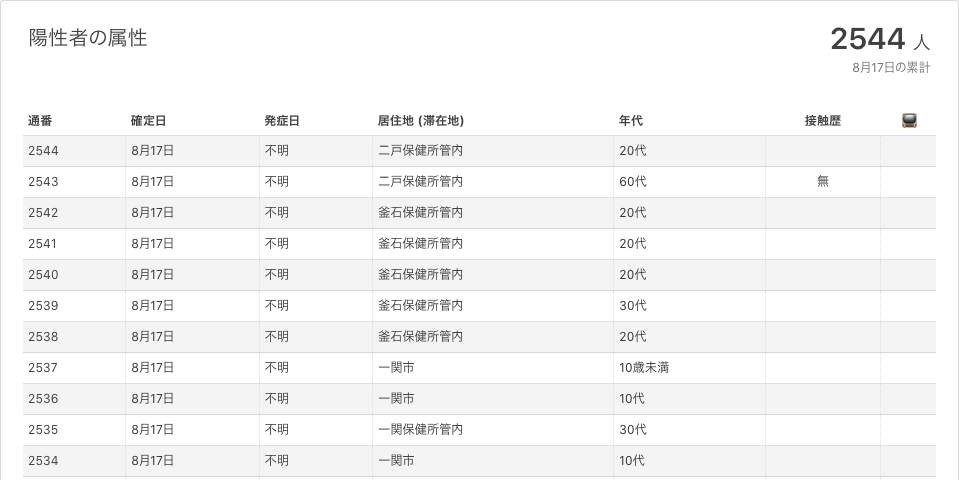 陽性者の属性
2544 人
8月17日の累計
通番 確定日 発症日 居住地 (滞在地) 年代 接触歴
2544 8月17日 不明 二戸保健所管内 20代
2543 8月17日 不明 二戸保健所管内 60代 無
2542 8月17日 不明 釜石保健所管内 20代
2541 8月17日 不明 釜石保健所管内 20代
2540 8月17日 不明 釜石保健所管内 20代
2539 8月17日 不明 釜石保健所管内 30代
2538 8月17日 不明 釜石保健所管内 20代
2537 8月17日 不明 一関市 10歳未満
2536 8月17日 不明 一関市 10代
2535 8月17日 不明 一関保健所管内 30代
2534 8月17日 不明 一関市 10代